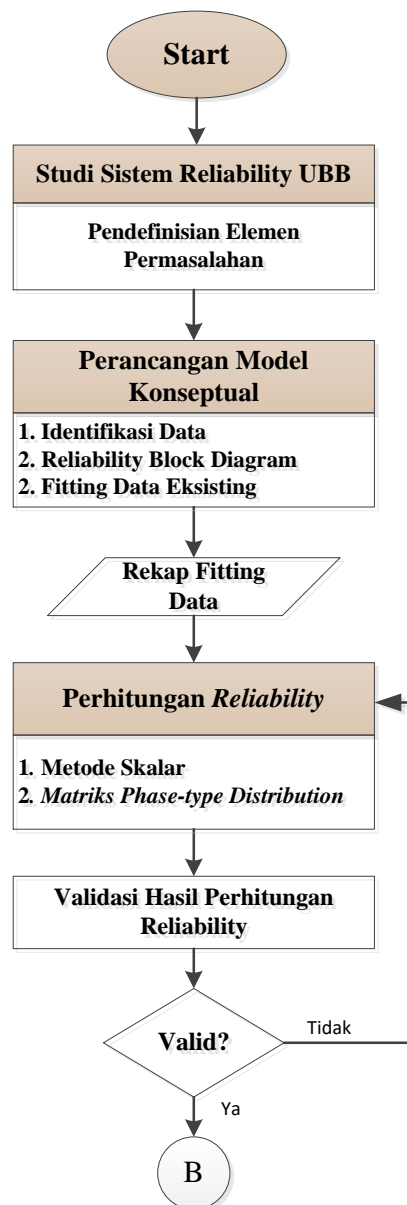 Start
Studi Sistem Reliability UBB
Pendefinisian Elemen
Permasalahan
Perancangan Model
Konseptual
1. Identifikasi Data
2. Reliability Block Diagram
2. Fitting Data Eksisting
Rekap Fitting
Data
Perhitungan Reliability
1. Metode Skalar
2. Matriks Phase-type Distribution
Validasi Hasil Perhitungan
Reliability
Valid?
Tidak
Ya
B